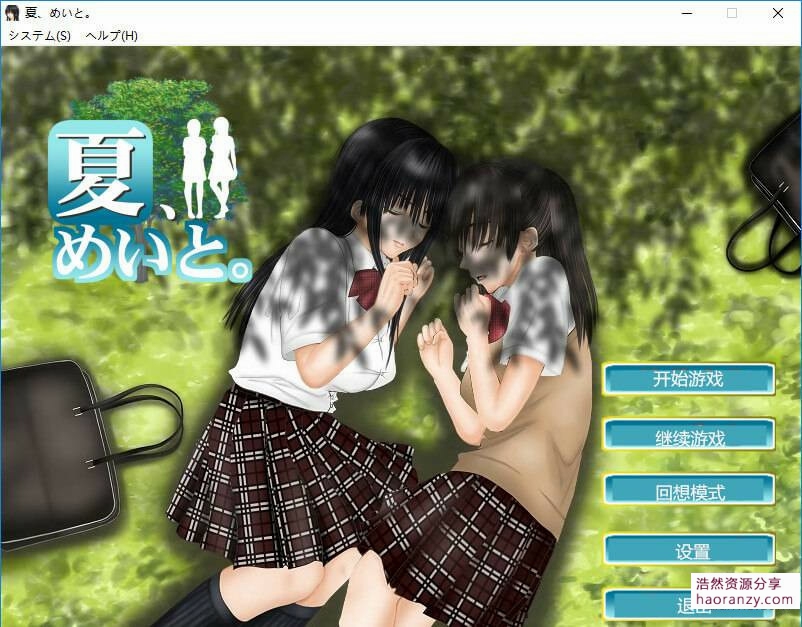 夏、めいと。
システム(S) ヘルプ(H)
夏、
めいと。
开始游戏
继续游戏
回想模式
设置
退出
浩然资源分享
haoranzy.com